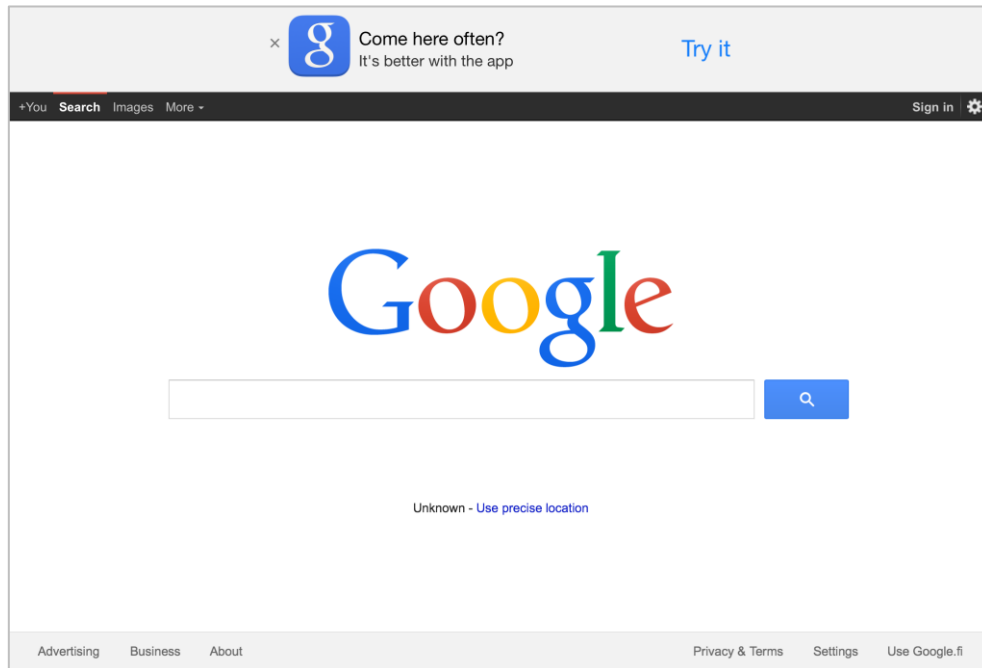 Come here often?
It's better with the app
Try it
+You Search Images More
Sign in
Google
Unknown - Use precise location
Advertising Business About
Privacy & Terms Settings Use Google.fi